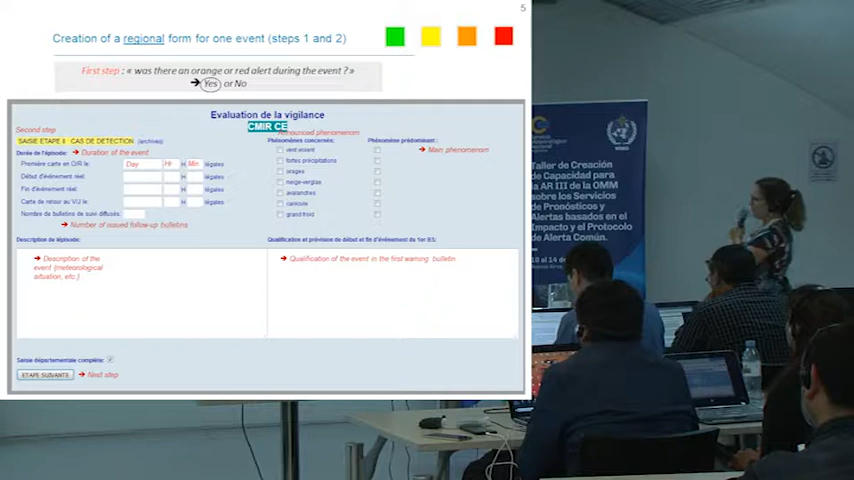 5
Creation of a regional form for one event (steps 1 and 2)
First step : « was there an orange or red alert during the event ? »
➔ Yes or No
Evaluation de la vigilance
CMIR CE
Second step
Announced phenomenom
SAISIE ETAPE II : CAS DE DETECTION (archives)
Phénomènes concernés:
Phénomène prédominant:
Durée de l'épisode:
➔ Duration of the event
vent violent
➔ Main phenomenom
Première carte en O/R le:
Day
Hr
H
Min
légales
fortes précipitations
orages
Début d'événement réel:
H
légales
neige-verglas
Fin d'événement réel:
H
légales
avalanches
Carte de retour au V/J le:
H
légales
canicule
Nombre de bulletins de suivi diffusés:
grand froid
➔ Number of issued follow-up bulletins
Description de l'épisode:
Qualification et prévision de début et fin d'événement du 1er BS:
➔ Description of the
event (meteorological
situation, etc.)
➔ Qualification of the event in the first warning bulletin
Saisie départementale complète:
ETAPE SUIVANTE
➔ Next step
Taller de Creación
de Capacidad para
la AR III de la OMM
sobre los Servicios
de Pronósticos y
Alertas basados en el
Impacto y el Protocolo
de Alerta Común.